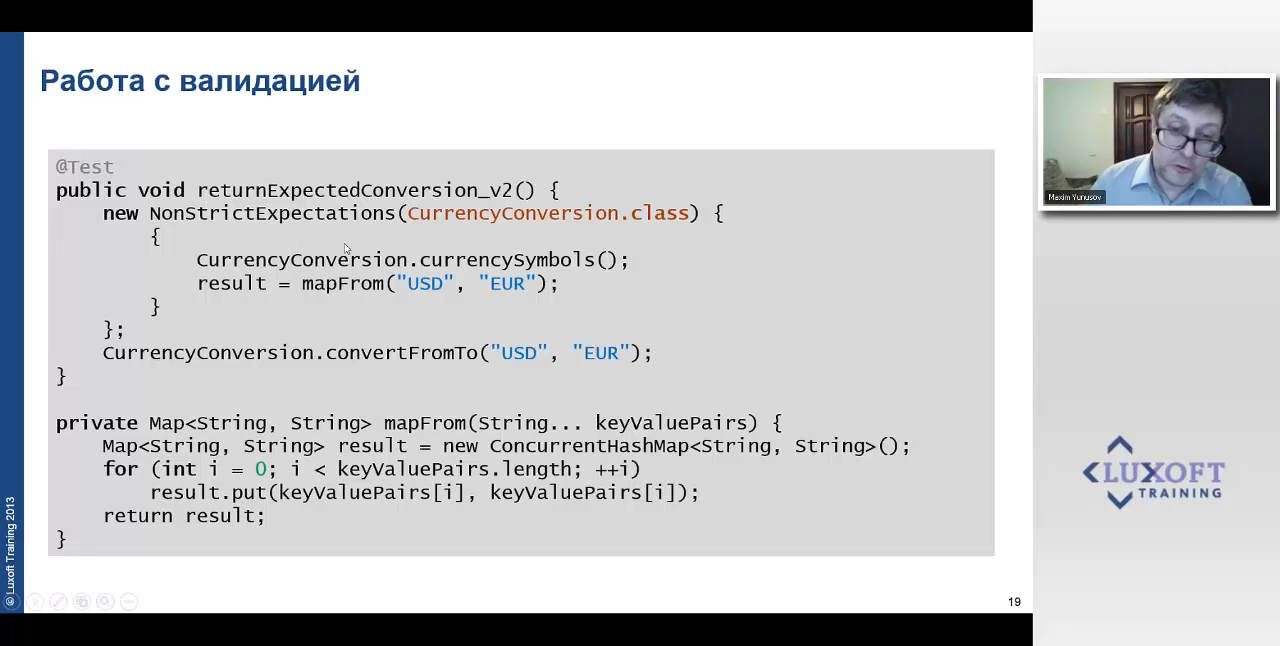 Работа с валидацией
@Test
public void returnExpectedConversion_v2() {
new NonStrictExpectations(CurrencyConversion.class) {
{
CurrencyConversion.currencySymbols();
result = mapFrom("USD", "EUR");
}
};
CurrencyConversion.convertFromTo("USD", "EUR");
}
private Map<String, String> mapFrom(String... keyValuePairs) {
Map<String, String> result = new ConcurrentHashMap<String, String>();
for (int i = 0; i < keyValuePairs.length; ++i)
result.put(keyValuePairs[i], keyValuePairs[i]);
return result;
}
© Luxoft Training 2013
19
Maxim Yunusov
LUXOFT
TRAINING